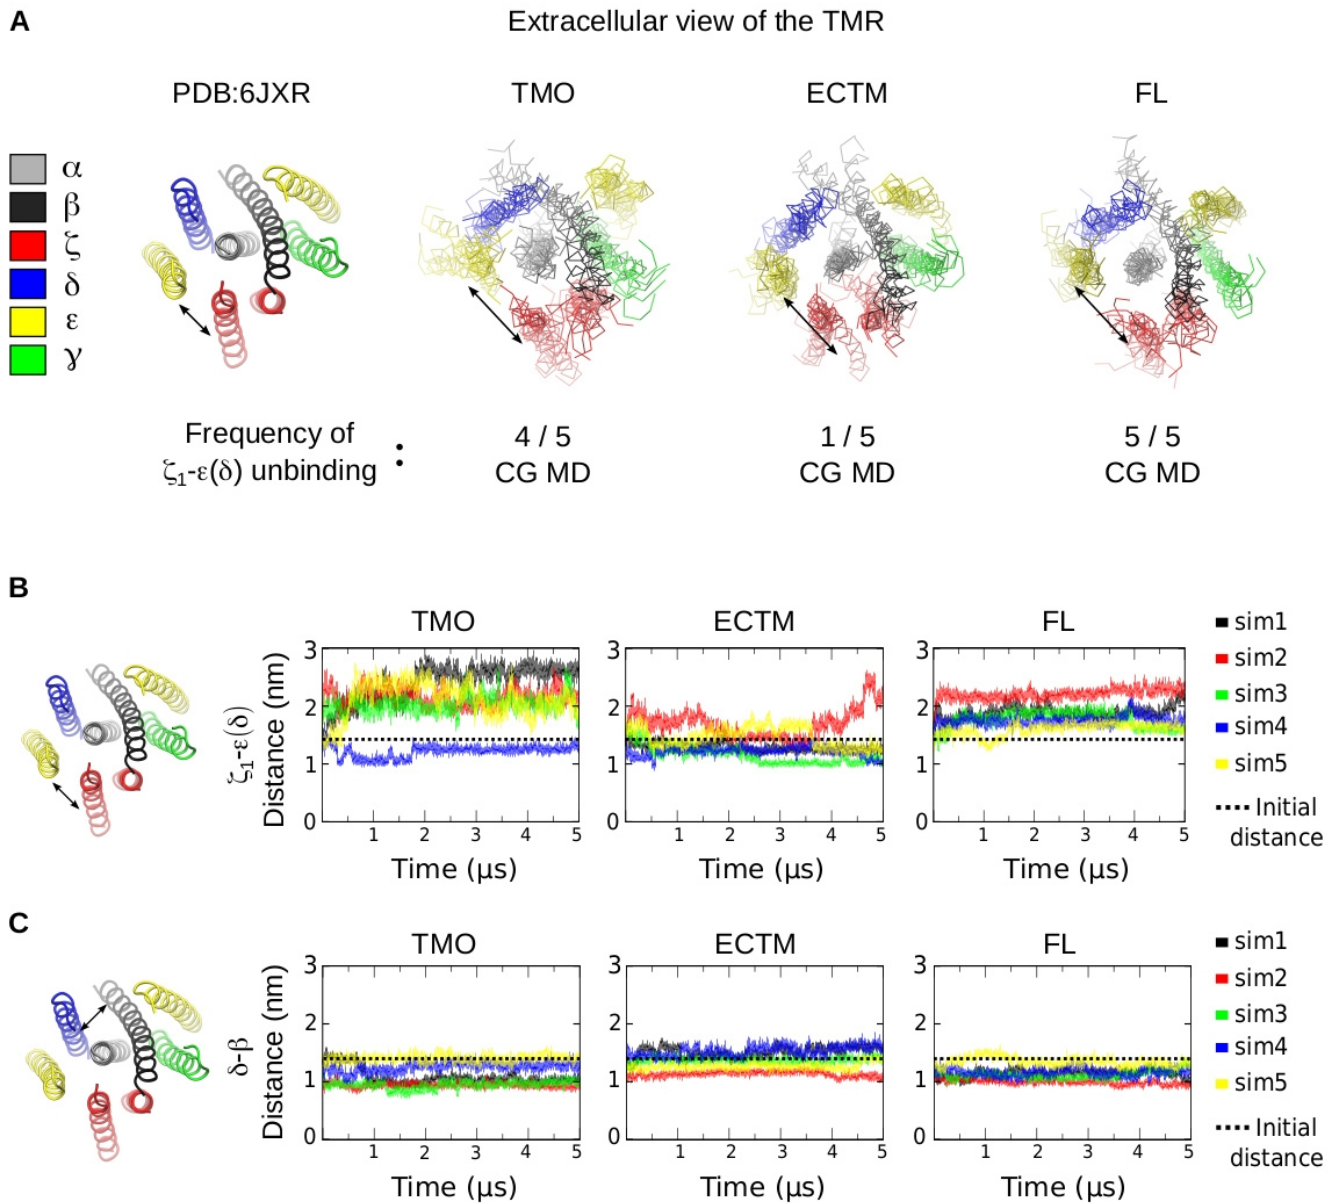 A
Extracellular view of the TMR
PDB:6JXR
TMO
ECTM
FL
α
β
ζ
δ
ε
γ
Frequency of
ζ₁-ε(δ) unbinding
:
4 / 5
CG MD
1 / 5
CG MD
5 / 5
CG MD
B
TMO
ECTM
FL
ζ₁-ε(δ)
Distance (nm)
3
2
1
0
1 2 3 4 5
Time (µs)
3
2
1
0
1 2 3 4 5
Time (µs)
3
2
1
0
1 2 3 4 5
Time (µs)
sim1
sim2
sim3
sim4
sim5
Initial
distance
C
TMO
ECTM
FL
δ-β
Distance (nm)
3
2
1
0
1 2 3 4 5
Time (µs)
3
2
1
0
1 2 3 4 5
Time (µs)
3
2
1
0
1 2 3 4 5
Time (µs)
sim1
sim2
sim3
sim4
sim5
Initial
distance